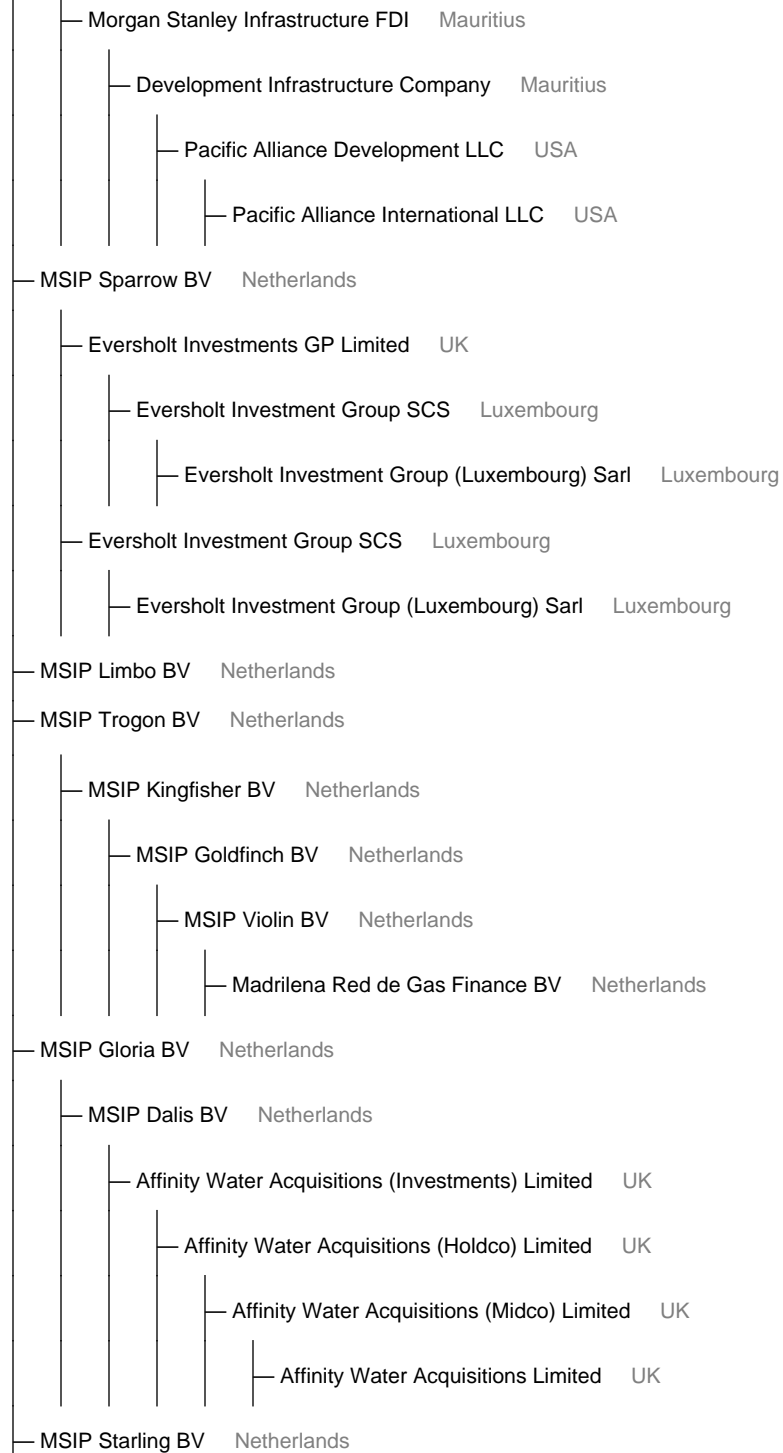 Morgan Stanley Infrastructure FDI Mauritius
Development Infrastructure Company Mauritius
Pacific Alliance Development LLC USA
Pacific Alliance International LLC USA
MSIP Sparrow BV Netherlands
Eversholt Investments GP Limited UK
Eversholt Investment Group SCS Luxembourg
Eversholt Investment Group (Luxembourg) Sarl Luxembourg
Eversholt Investment Group SCS Luxembourg
Eversholt Investment Group (Luxembourg) Sarl Luxembourg
MSIP Limbo BV Netherlands
MSIP Trogon BV Netherlands
MSIP Kingfisher BV Netherlands
MSIP Goldfinch BV Netherlands
MSIP Violin BV Netherlands
Madrilena Red de Gas Finance BV Netherlands
MSIP Gloria BV Netherlands
MSIP Dalis BV Netherlands
Affinity Water Acquisitions (Investments) Limited UK
Affinity Water Acquisitions (Holdco) Limited UK
Affinity Water Acquisitions (Midco) Limited UK
Affinity Water Acquisitions Limited UK
MSIP Starling BV Netherlands